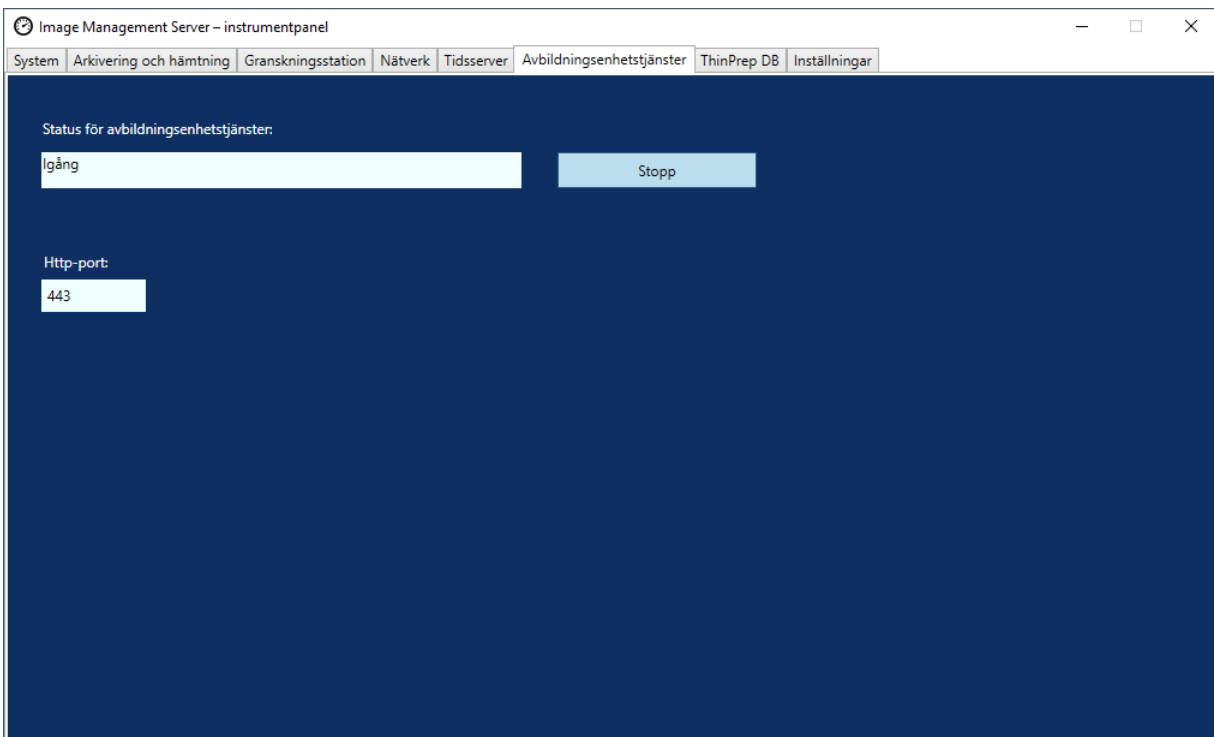 Image Management Server – instrumentpanel
System Arkivering och hämtning Granskningsstation Nätverk Tidsserver Avbildningsenhetstjänster ThinPrep DB Inställningar
Status för avbildningsenhetstjänster:
Igång Stopp
Http-port:
443